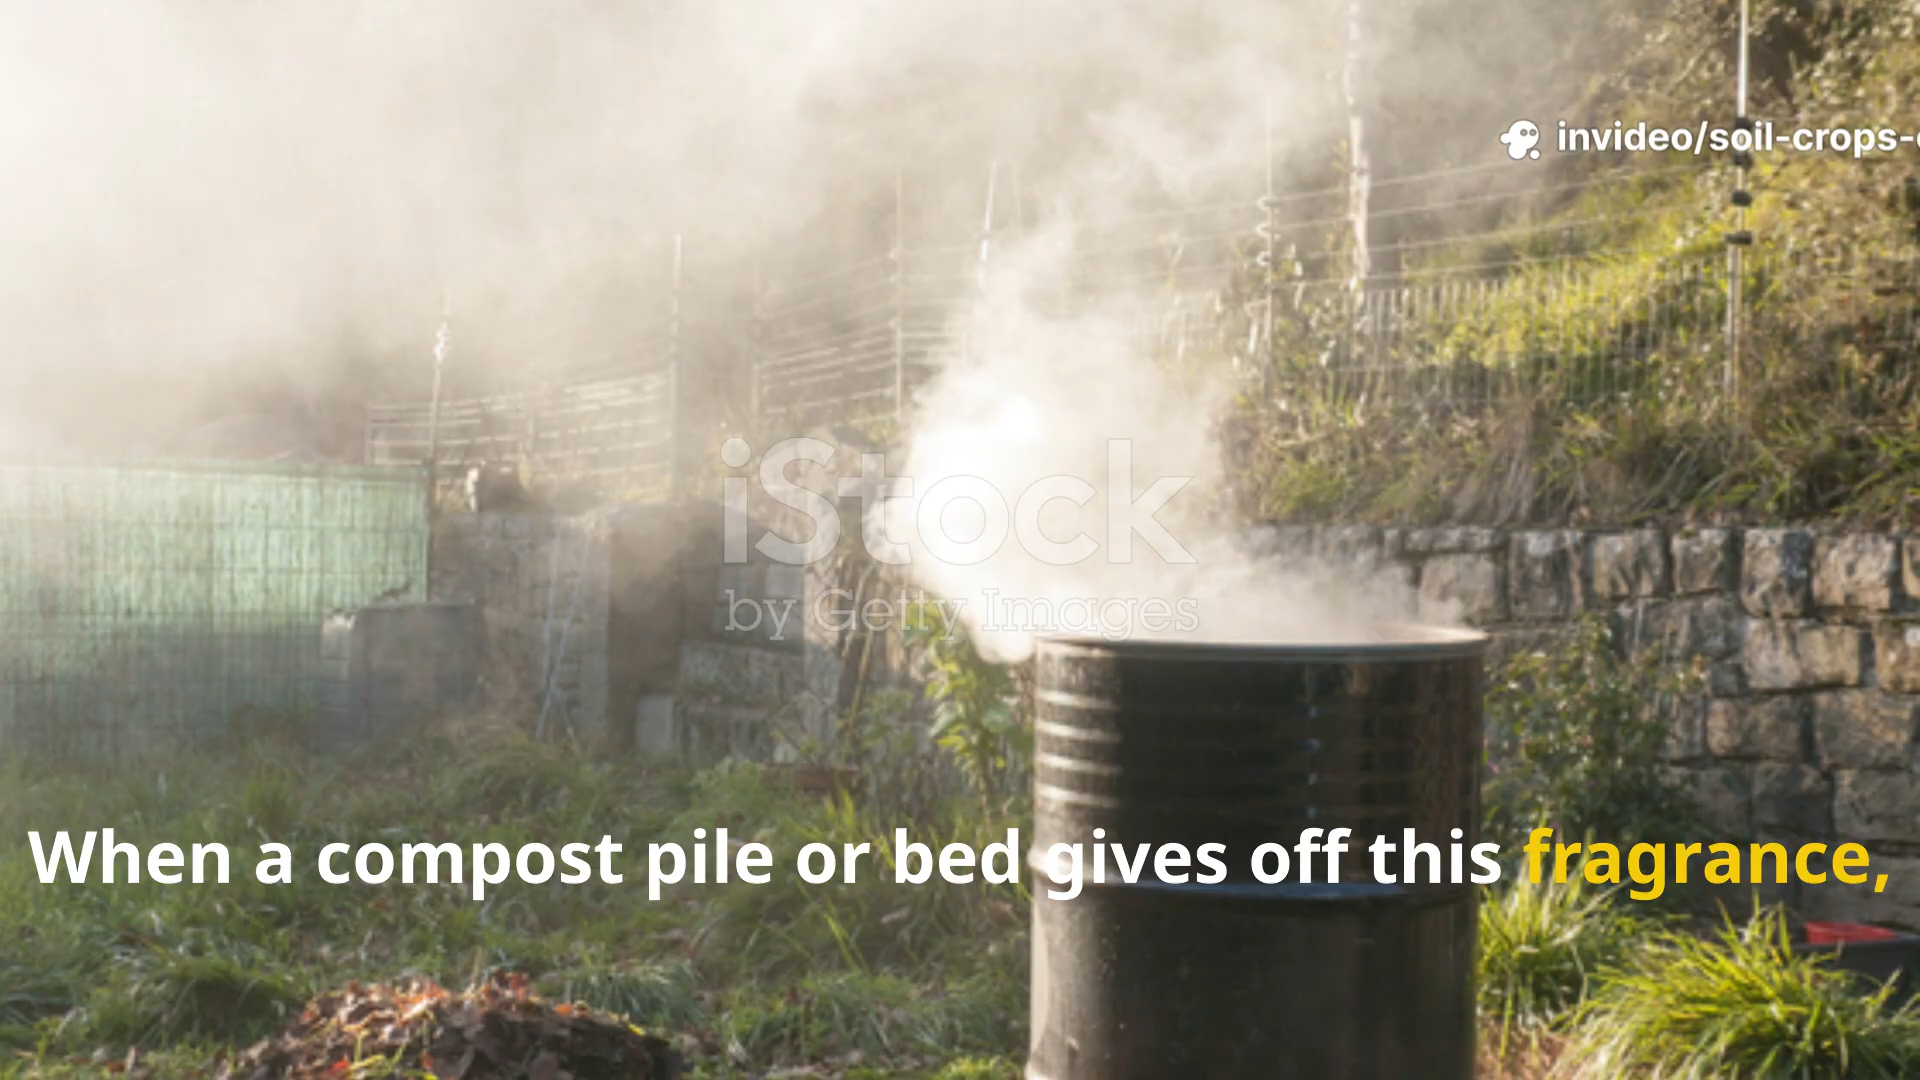 invideo/soil-crops-
iStock
by Getty Images
When a compost pile or bed gives off this fragrance,